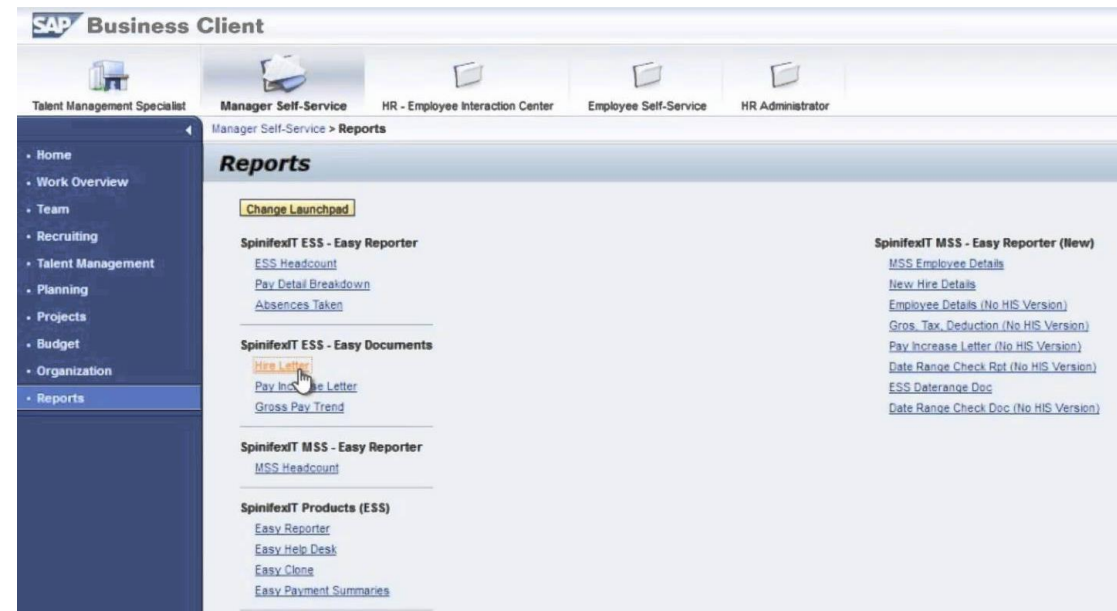 SAP Business Client
Talent Management Specialist
Manager Self-Service
HR - Employee Interaction Center
Employee Self-Service
HR Administrator
Manager Self-Service > Reports
• Home
• Work Overview
• Team
• Recruiting
• Talent Management
• Planning
• Projects
• Budget
• Organization
• Reports
Reports
Change Launchpad
SpinifexIT ESS - Easy Reporter
ESS Headcount
Pay Detail Breakdown
Absences Taken
SpinifexIT ESS - Easy Documents
Hire Letter
Pay Increase Letter
Gross Pay Trend
SpinifexIT MSS - Easy Reporter
MSS Headcount
SpinifexIT Products (ESS)
Easy Reporter
Easy Help Desk
Easy Clone
Easy Payment Summaries
SpinifexIT MSS - Easy Reporter (New)
MSS Employee Details
New Hire Details
Employee Details (No HIS Version)
Gros, Tax, Deduction (No HIS Version)
Pay Increase Letter (No HIS Version)
Date Range Check Rpt (No HIS Version)
ESS Daterange Doc
Date Range Check Doc (No HIS Version)